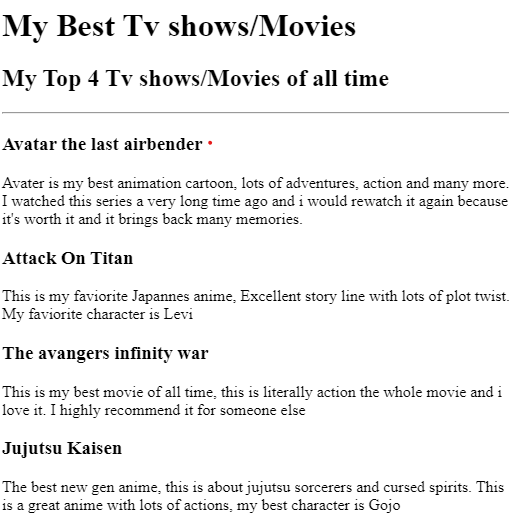 My Best Tv shows/Movies
My Top 4 Tv shows/Movies of all time
Avatar the last airbender
Avater is my best animation cartoon, lots of adventures, action and many more.
I watched this series a very long time ago and i would rewatch it again because
it's worth it and it brings back many memories.
Attack On Titan
This is my faviorite Japannes anime, Excellent story line with lots of plot twist.
My faviorite character is Levi
The avangers infinity war
This is my best movie of all time, this is literally action the whole movie and i
love it. I highly recommend it for someone else
Jujutsu Kaisen
The best new gen anime, this is about jujutsu sorcerers and cursed spirits. This
is a great anime with lots of actions, my best character is Gojo